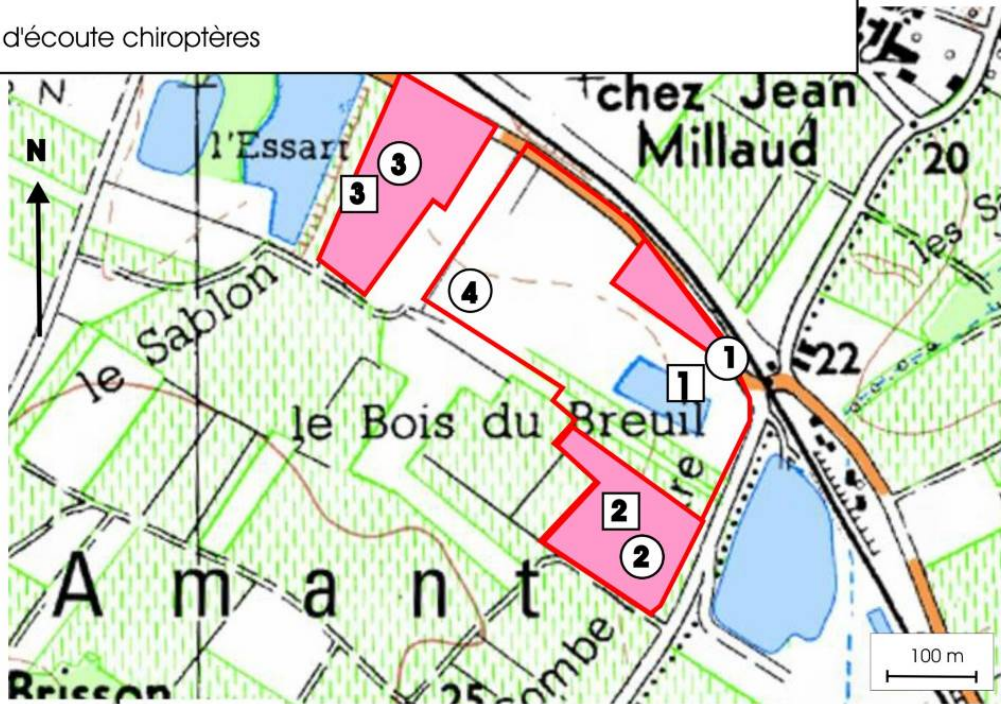 d'écoute chiroptères
N
N
chez Jean
Millaud
l'Essart
20
3
3
les S
le Sablon
4
1
1
22
le Bois du Breuil
re
2
2
Amant
combe
100 m
Brisson
25